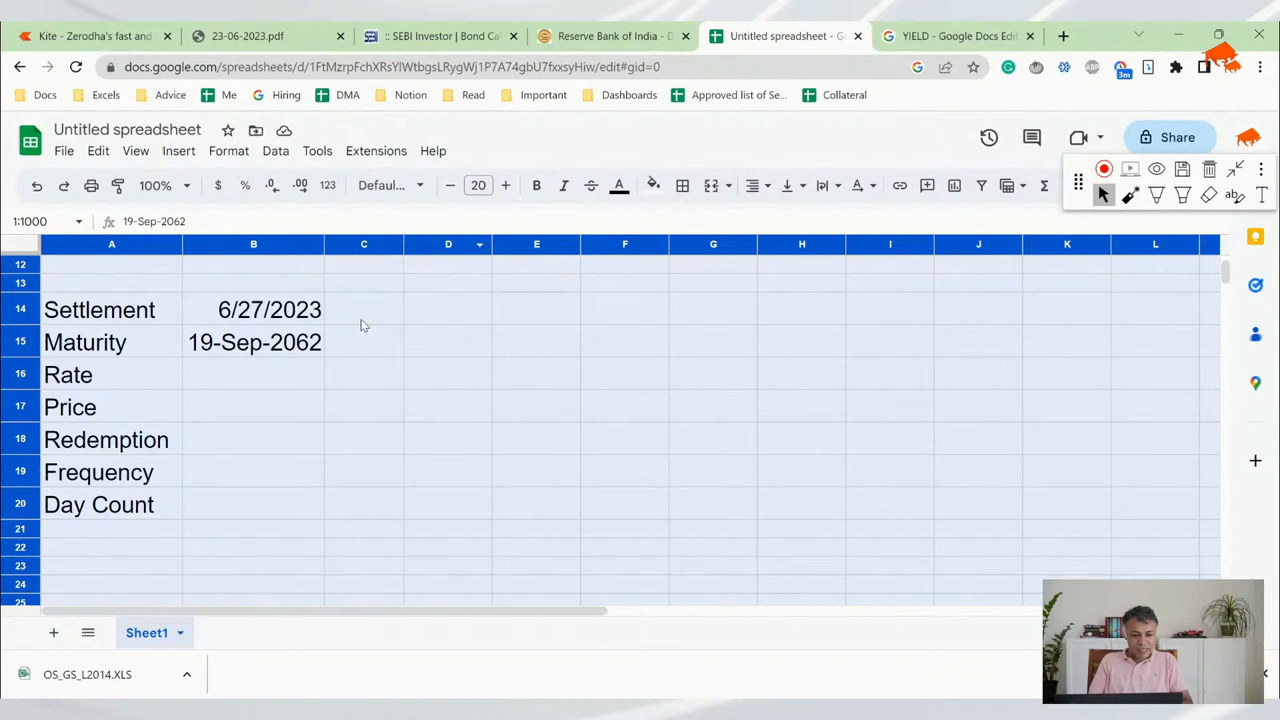 Kite - Zerodha's fast and
23-06-2023.pdf
:: SEBI Investor | Bond Cal
Reserve Bank of India - D
Untitled spreadsheet - Go
YIELD - Google Docs Edit
docs.google.com/spreadsheets/d/1FtMzrpFchXRsYlWtbgsLRygWj1P7A74qbU7fxxsyHiw/edit#gid=0
3m
Docs
Excels
Advice
Me
Hiring
DMA
Notion
Read
Important
Dashboards
Approved list of Se...
Collateral
Untitled spreadsheet
File Edit View Insert Format Data Tools Extensions Help
Share
100% $ % .0 .00 123 Defaul... 20 B I A
1:1000 fx 19-Sep-2062
A B C D E F G H I J K L
12
13
14 Settlement 6/27/2023
15 Maturity 19-Sep-2062
16 Rate
17 Price
18 Redemption
19 Frequency
20 Day Count
21
22
23
24
25
Sheet1
OS_GS_L2014.XLS